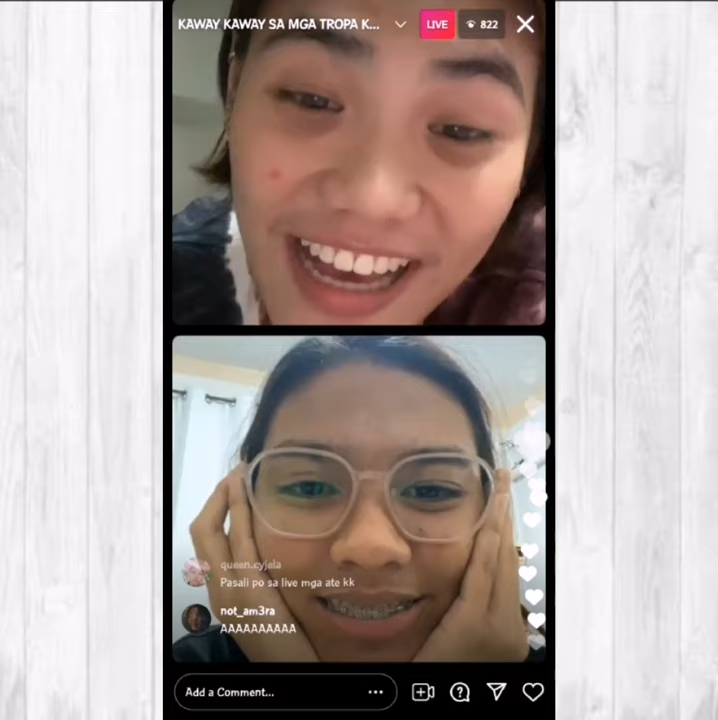 KAWAY KAWAY SA MGA TROPA K...
LIVE
822
queen.cyjela
Pasali po sa live mga ate kk
not_am3ra
AAAAAAAAAA
Add a Comment...